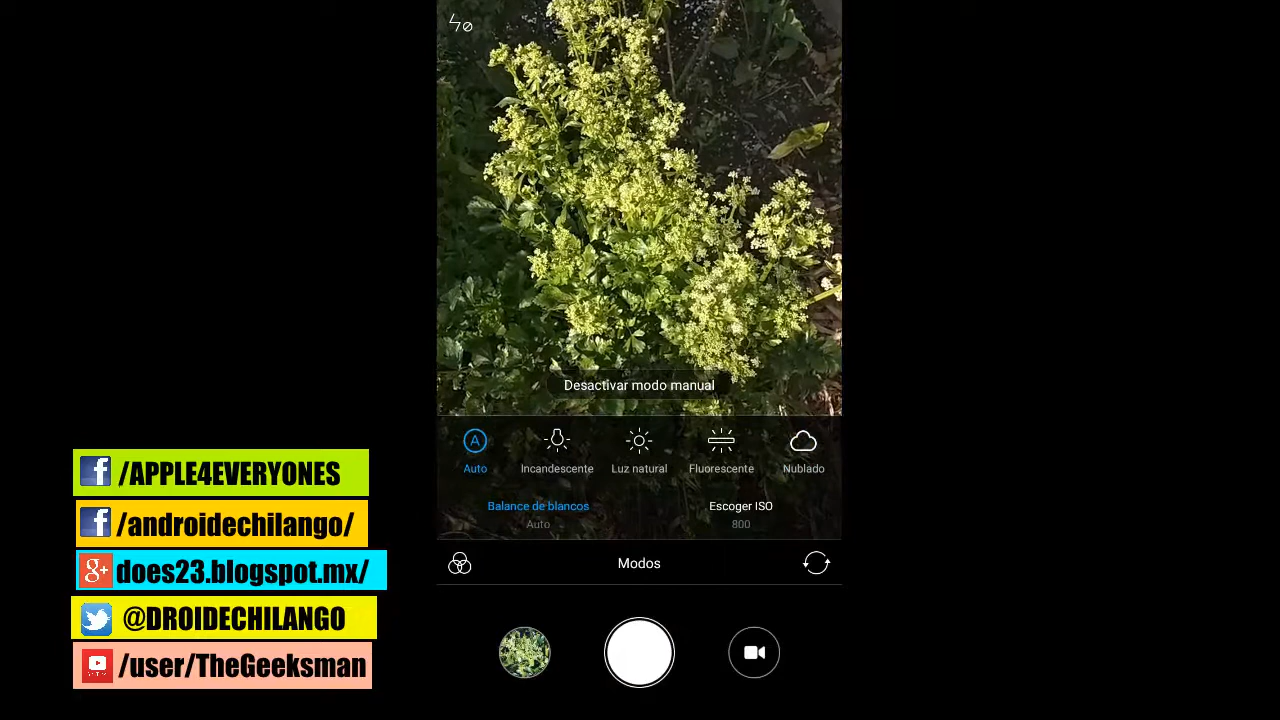 Desactivar modo manual
A
Auto Incandescente Luz natural Fluorescente Nublado
Balance de blancos Escoger ISO
Auto 800
Modos
/APPLE4EVERYONES
/androidechilango/
does23.blogspot.mx/
@DROIDECHILANGO
/user/TheGeeksman